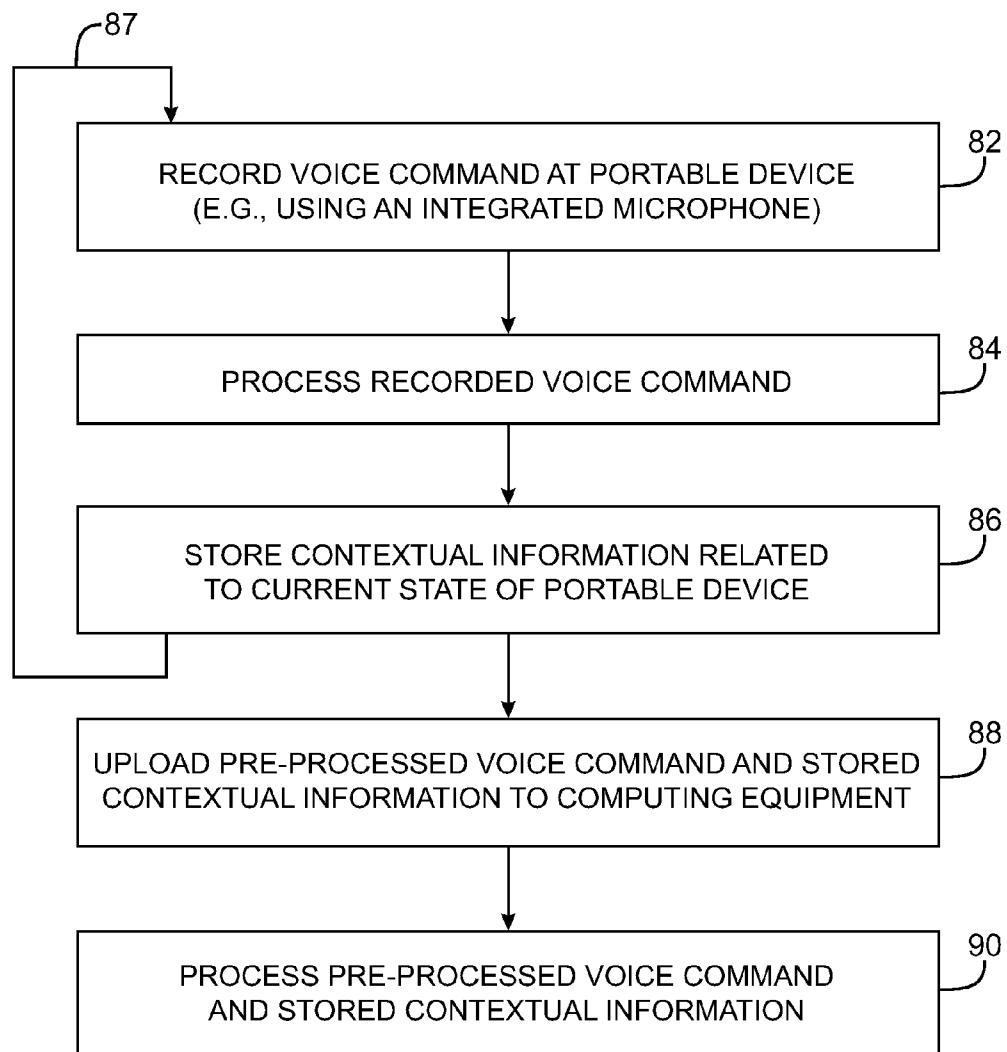 87
82
RECORD VOICE COMMAND AT PORTABLE DEVICE
(E.G., USING AN INTEGRATED MICROPHONE)
84
PROCESS RECORDED VOICE COMMAND
86
STORE CONTEXTUAL INFORMATION RELATED
TO CURRENT STATE OF PORTABLE DEVICE
88
UPLOAD PRE-PROCESSED VOICE COMMAND AND STORED
CONTEXTUAL INFORMATION TO COMPUTING EQUIPMENT
90
PROCESS PRE-PROCESSED VOICE COMMAND
AND STORED CONTEXTUAL INFORMATION